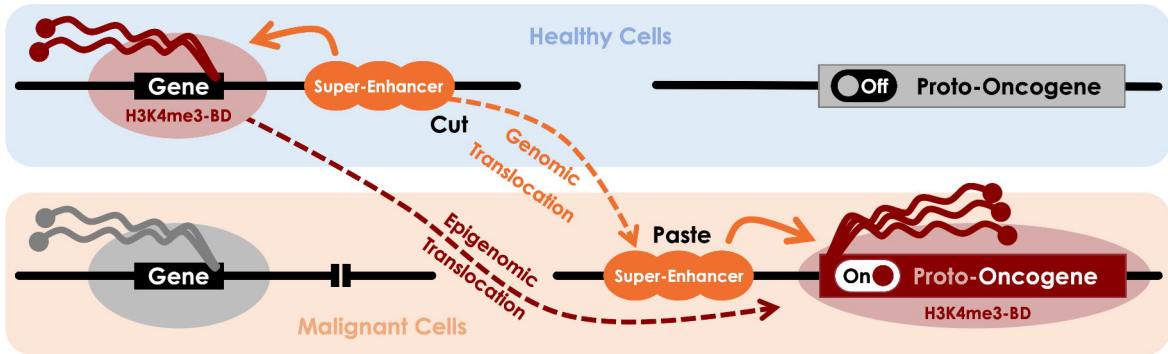 Healthy Cells
Gene
Super-Enhancer
Off
Proto-Oncogene
H3K4me3-BD
Cut
Genomic
Translocation
Epigenomic
Translocation
Paste
Gene
Super-Enhancer
On
Proto-Oncogene
H3K4me3-BD
Malignant Cells